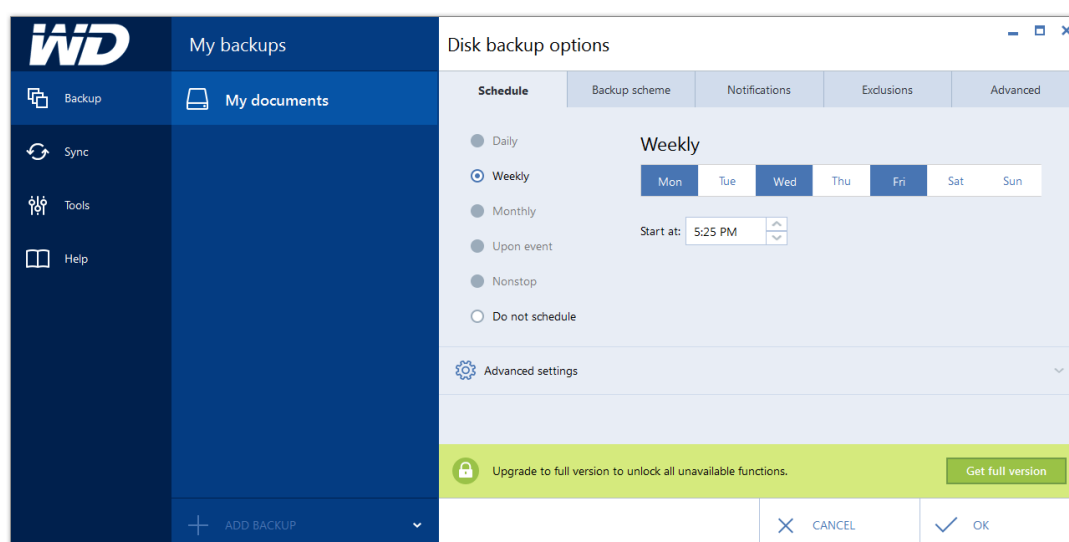 WD
My backups
Disk backup options
Backup
My documents
Schedule
Backup scheme
Notifications
Exclusions
Advanced
Sync
Tools
Help
Daily
Weekly
Monthly
Upon event
Nonstop
Do not schedule
Weekly
Mon Tue Wed Thu Fri Sat Sun
Start at: 5:25 PM
Advanced settings
Upgrade to full version to unlock all unavailable functions.
Get full version
ADD BACKUP
CANCEL
OK